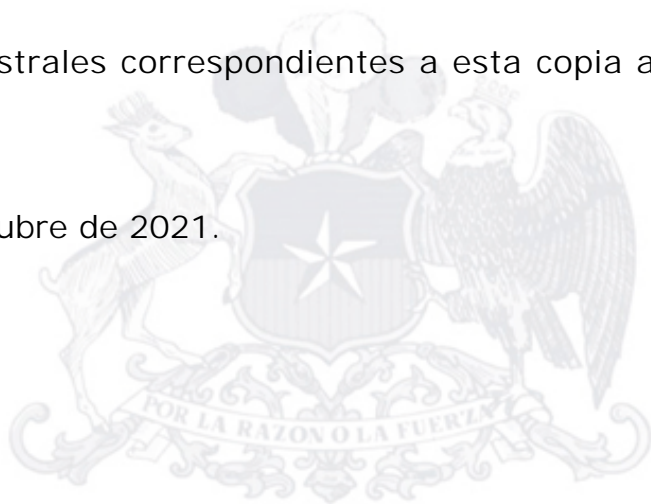 strales correspondientes a esta copia a
ubre de 2021.
POR LA RAZON O LA FUERZA